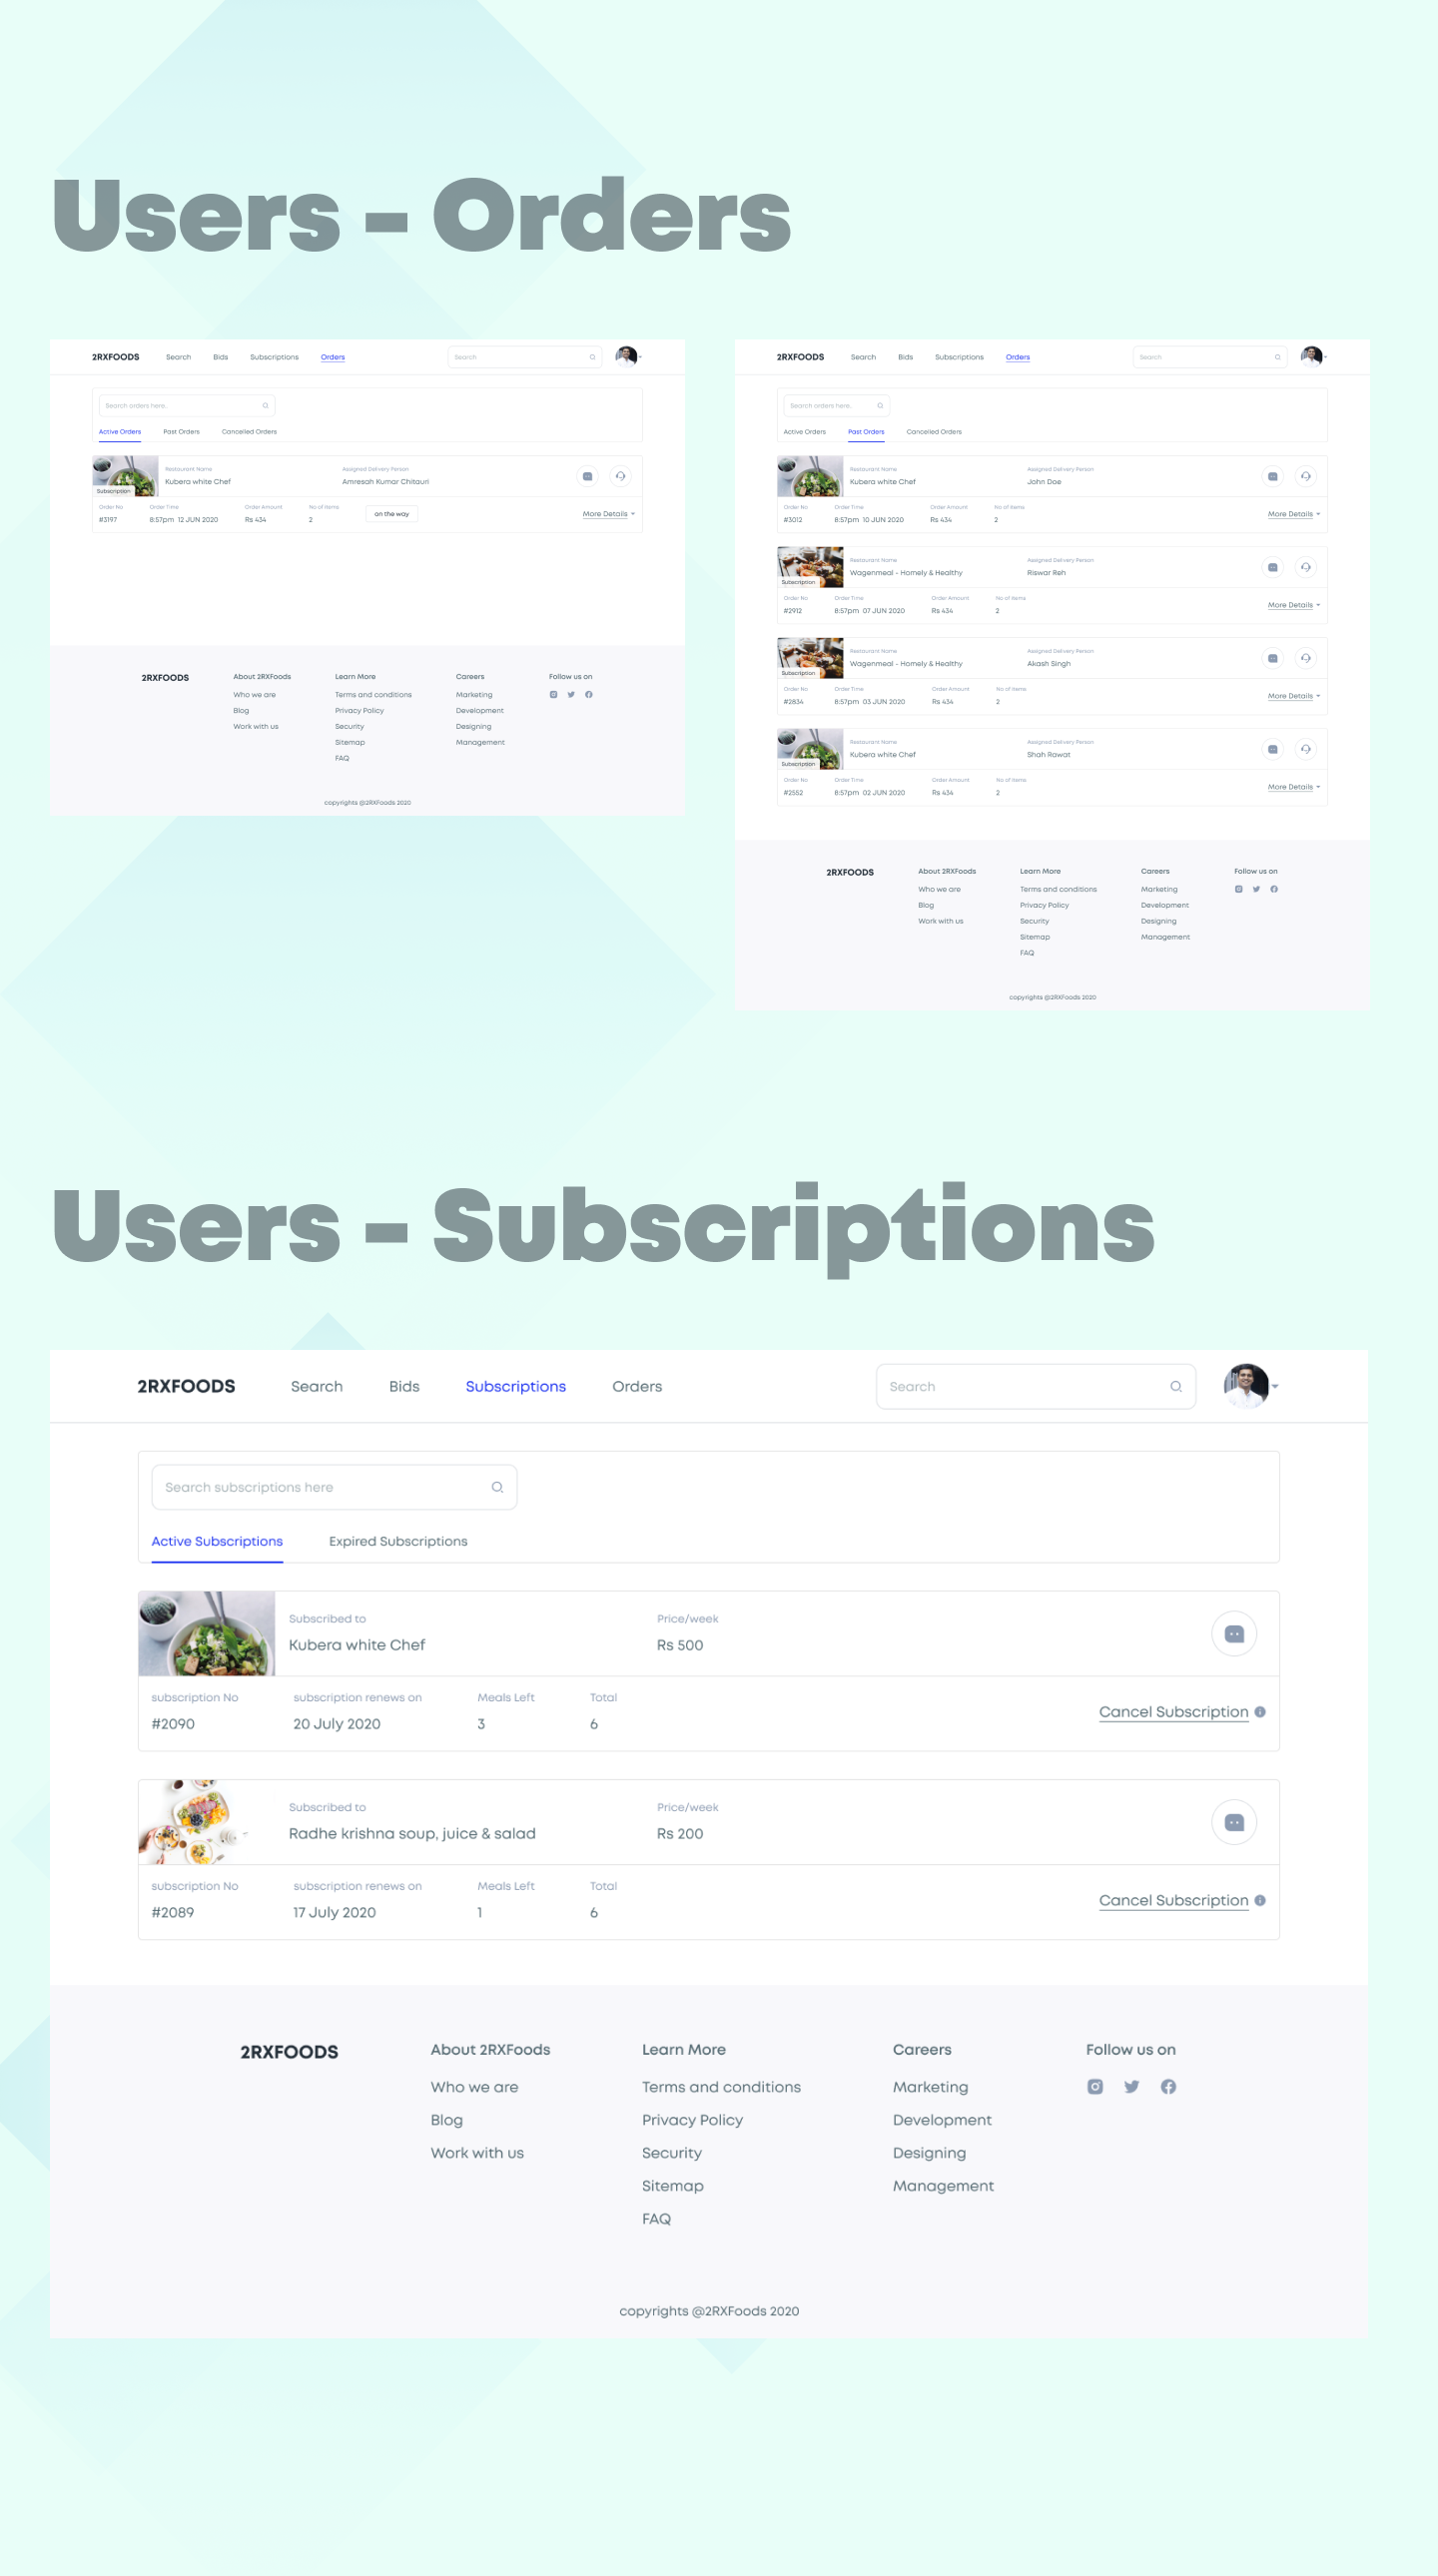 Users - Orders
2RXFOODS Search Bids Subscriptions Orders Search
Search orders here..
Active Orders Past Orders Cancelled Orders
Restaurant Name Assigned Delivery Person
Kubera white Chef Amresah Kumar Chitauri
Subscription
Order No Order Time Order Amount No of items
#3197 8:57pm 12 JUN 2020 Rs 434 2 on the way More Details
2RXFOODS About 2RXFoods Learn More Careers Follow us on
Who we are Terms and conditions Marketing
Blog Privacy Policy Development
Work with us Security Designing
Sitemap Management
FAQ
copyrights @2RXFoods 2020
2RXFOODS Search Bids Subscriptions Orders Search
Search orders here..
Active Orders Past Orders Cancelled Orders
Restaurant Name Assigned Delivery Person
Kubera white Chef John Doe
Order No Order Time Order Amount No of items
#3012 8:57pm 10 JUN 2020 Rs 434 2 More Details
Restaurant Name Assigned Delivery Person
Wagenmeal - Homely & Healthy Riswar Reh
Subscription
Order No Order Time Order Amount No of items
#2912 8:57pm 07 JUN 2020 Rs 434 2 More Details
Restaurant Name Assigned Delivery Person
Wagenmeal - Homely & Healthy Akash Singh
Subscription
Order No Order Time Order Amount No of items
#2834 8:57pm 03 JUN 2020 Rs 434 2 More Details
Restaurant Name Assigned Delivery Person
Kubera white Chef Shah Rawat
Subscription
Order No Order Time Order Amount No of items
#2552 8:57pm 02 JUN 2020 Rs 434 2 More Details
2RXFOODS About 2RXFoods Learn More Careers Follow us on
Who we are Terms and conditions Marketing
Blog Privacy Policy Development
Work with us Security Designing
Sitemap Management
FAQ
copyrights @2RXFoods 2020
Users - Subscriptions
2RXFOODS Search Bids Subscriptions Orders Search
Search subscriptions here
Active Subscriptions Expired Subscriptions
Subscribed to Price/week
Kubera white Chef Rs 500
subscription No subscription renews on Meals Left Total
#2090 20 July 2020 3 6 Cancel Subscription
Subscribed to Price/week
Radhe krishna soup, juice & salad Rs 200
subscription No subscription renews on Meals Left Total
#2089 17 July 2020 1 6 Cancel Subscription
2RXFOODS About 2RXFoods Learn More Careers Follow us on
Who we are Terms and conditions Marketing
Blog Privacy Policy Development
Work with us Security Designing
Sitemap Management
FAQ
copyrights @2RXFoods 2020